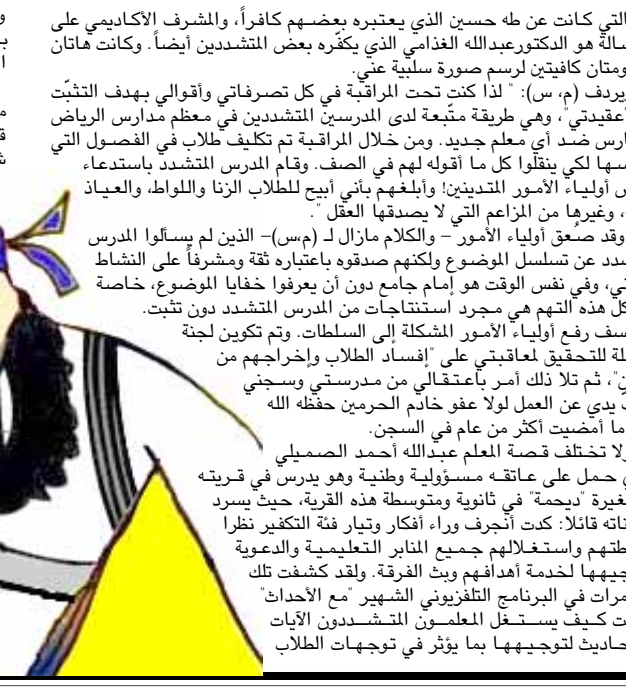 التي كانت عن طه حسين الذي يعتبره بعضهم كافراً، والمشرف الأكاديمي على
سالة هو الدكتورعبدالله الغذامي الذي يكفّره بعض المتشددين أيضاً. وكانت هاتان
ومتان كافيتين لرسم صورة سلبية عني.
يردف (م، س): " لذا كنت تحت المراقبة في كل تصرفاتي وأقوالي بهدف التثبّت
عقيدتي"، وهي طريقة متّبعة لدى المدرسين المتشددين في معظم مدارس الرياض
ارس ضد أي معلم جديد. ومن خلال المراقبة تم تكليف طلاب في الفصول التي
سها لكي ينقلوا كل ما أقوله لهم في الصف. وقام المدرس المتشدد باستدعاء
ض أولياء الأمور المتدينين! وأبلغهم بأني أبيح للطلاب الزنا واللواط، والعياذ
، وغيرها من المزاعم التي لا يصدقها العقل ".
وقد صُعق أولياء الأمور – والكلام مازال لـ (م،س)– الذين لم يسألوا المدرس
شدد عن تسلسل الموضوع ولكنهم صدقوه باعتباره ثقة ومشرفاً على النشاط
تي، وفي نفس الوقت هو إمام جامع دون أن يعرفوا خفايا الموضوع، خاصة
كل هذه التهم هي مجرد استنتاجات من المدرس المتشدد دون تثبت.
سف رفع أولياء الأمور المشكلة إلى السلطات. وتم تكوين لجنة
لة للتحقيق لمعاقبتي على "إفساد الطلاب وإخراجهم من
ن"، ثم تلا ذلك أمر باعتقالي من مدرستي وسجني
ف يدي عن العمل لولا عفو خادم الحرمين حفظه الله
ما أمضيت أكثر من عام في السجن.
ولا تختلف قصة المعلم عبدالله أحمد الصميلي
ي حمل على عاتقه مسؤولية وطنية وهو يدرس في قريته
غيرة "ديحمة" في ثانوية ومتوسطة هذه القرية، حيث يسرد
ناته قائلا: كدت أنجرف وراء أفكار وتيار فئة التكفير نظرا
طتهم واستغلالهم جميع المنابر التعليمية والدعوية
جيهها لخدمة أهدافهم وبث الفرقة. ولقد كشفت تلك
مرات في البرنامج التلفزيوني الشهير "مع الأحداث"
ت كيف يستغل المعلمون المتشددون الآيات
حاديث لتوجيهها بما يؤثر في توجهات الطلاب